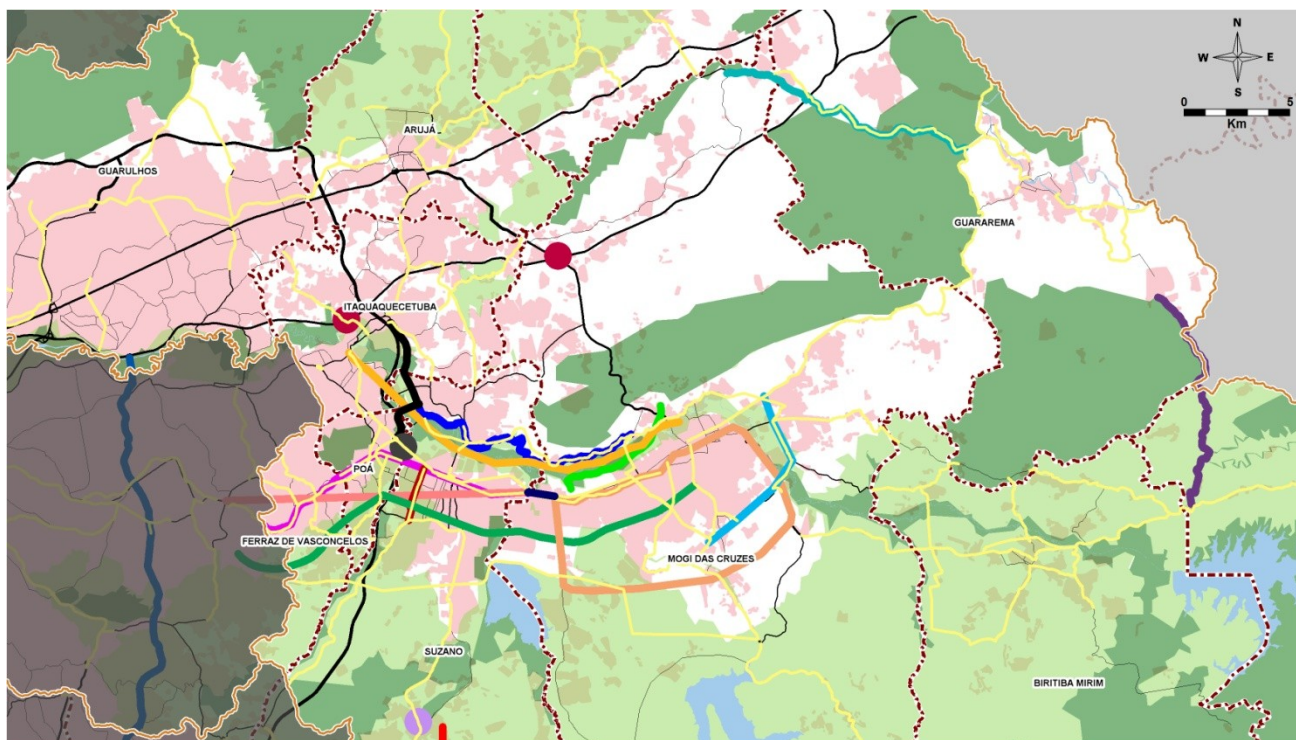 N
W E
S
0 5
Km
ARUJÁ
GUARULHOS
GUARAREMA
ITAQUAQUECETUBA
POÁ
FERRAZ DE VASCONCELOS
MOGI DAS CRUZES
SUZANO
BIRITIBA MIRIM